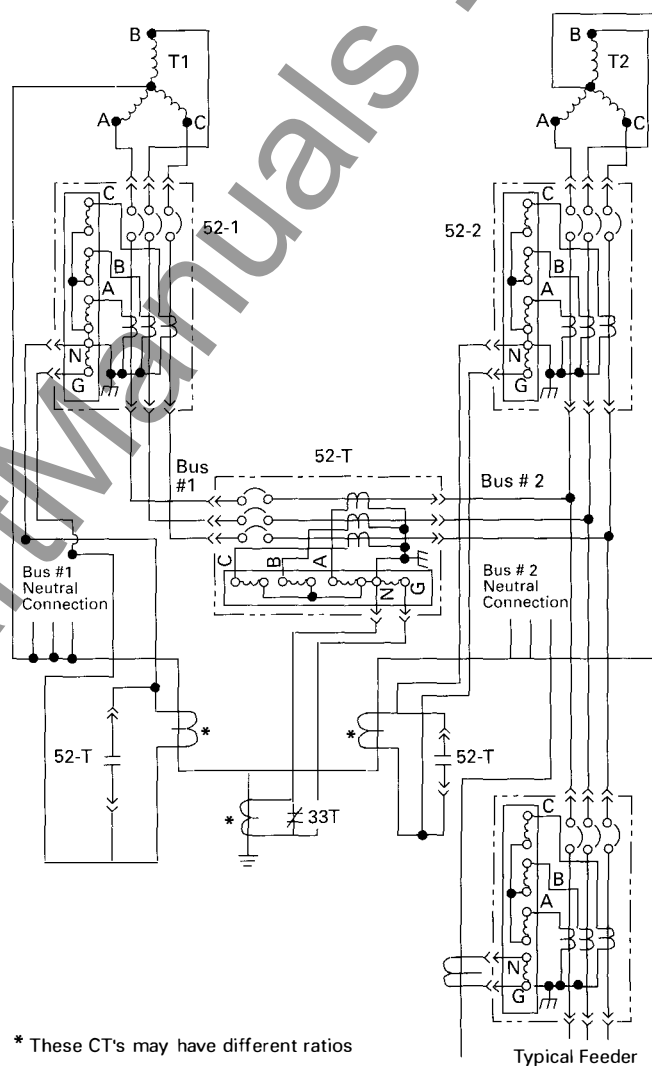 Manuals
B
T1
A
C
B
T2
A
C
C
52-1
B
A
N
G
52-2
C
B
A
N
G
Bus
#1
52-T
Bus # 2
C
B
A
N
G
Bus #1
Neutral
Connection
Bus # 2
Neutral
Connection
52-T
*
*
52-T
*
33T
C
B
A
N
G
* These CT's may have different ratios
Typical Feeder